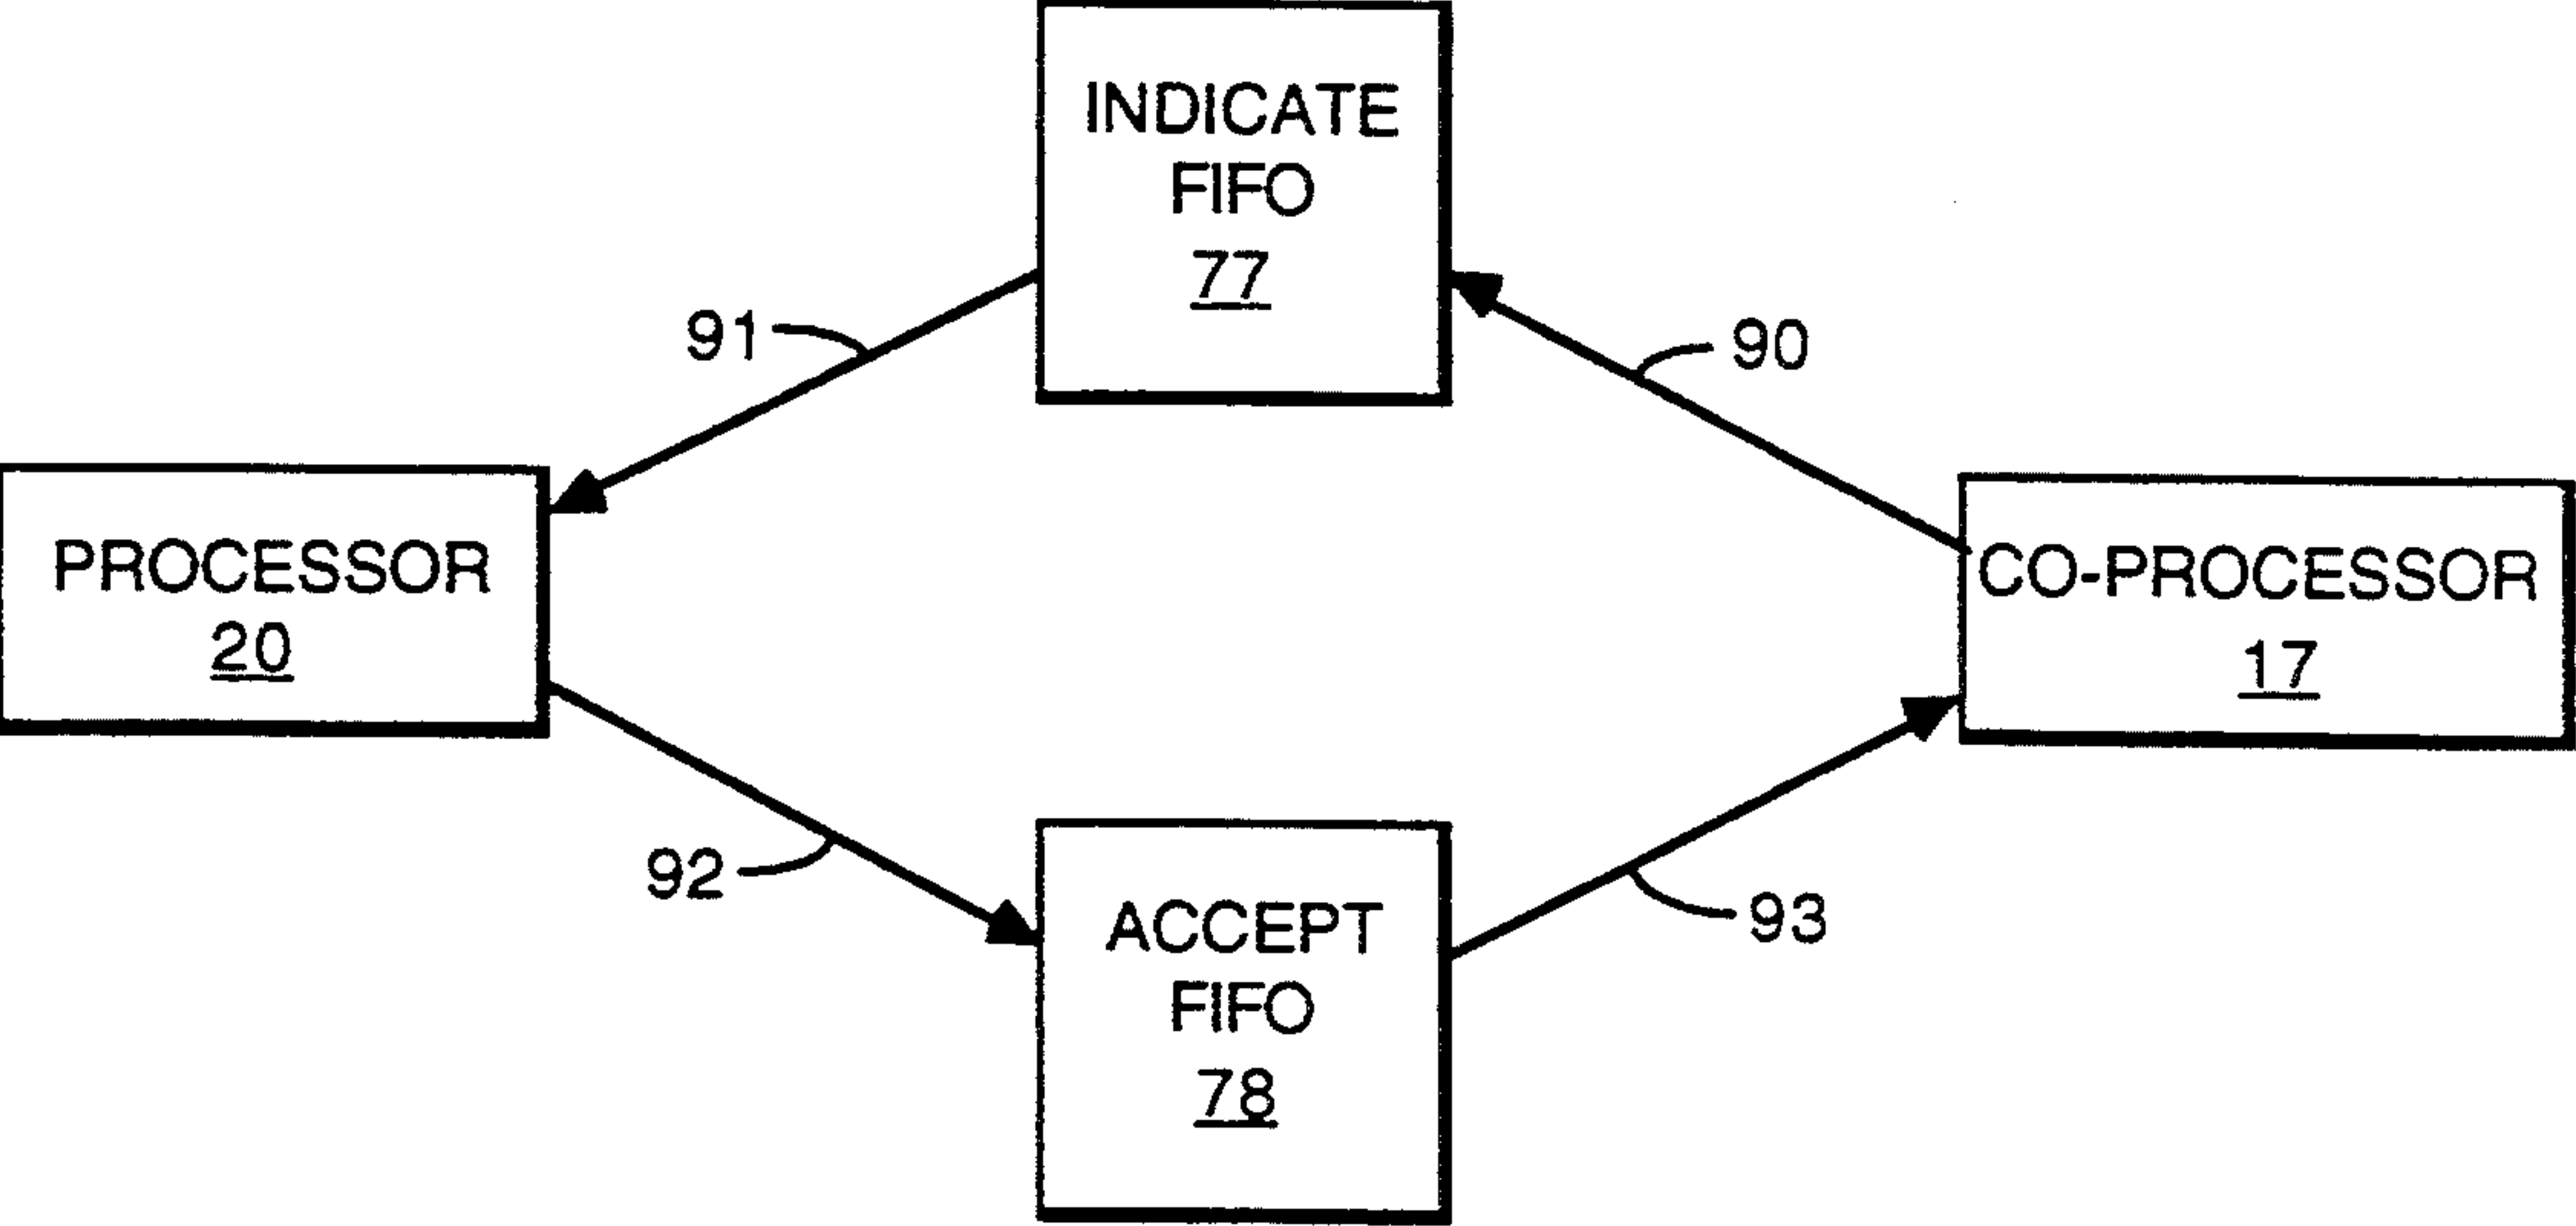 INDICATE
FIFO
77
91
90
PROCESSOR
20
CO-PROCESSOR
17
92
93
ACCEPT
FIFO
78